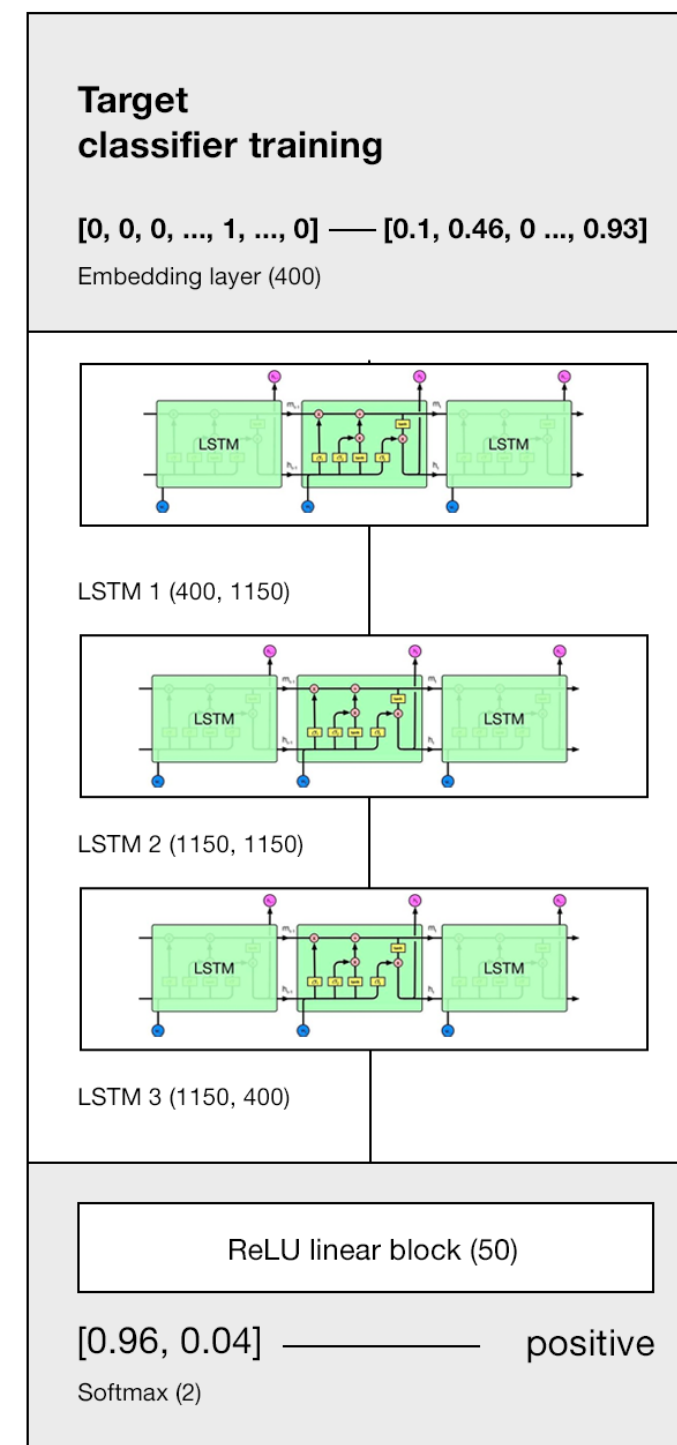 Target
classifier training
[0, 0, 0, ..., 1, ..., 0] — [0.1, 0.46, 0 ..., 0.93]
Embedding layer (400)
LSTM LSTM
LSTM 1 (400, 1150)
LSTM LSTM
LSTM 2 (1150, 1150)
LSTM LSTM
LSTM 3 (1150, 400)
ReLU linear block (50)
[0.96, 0.04] — positive
Softmax (2)